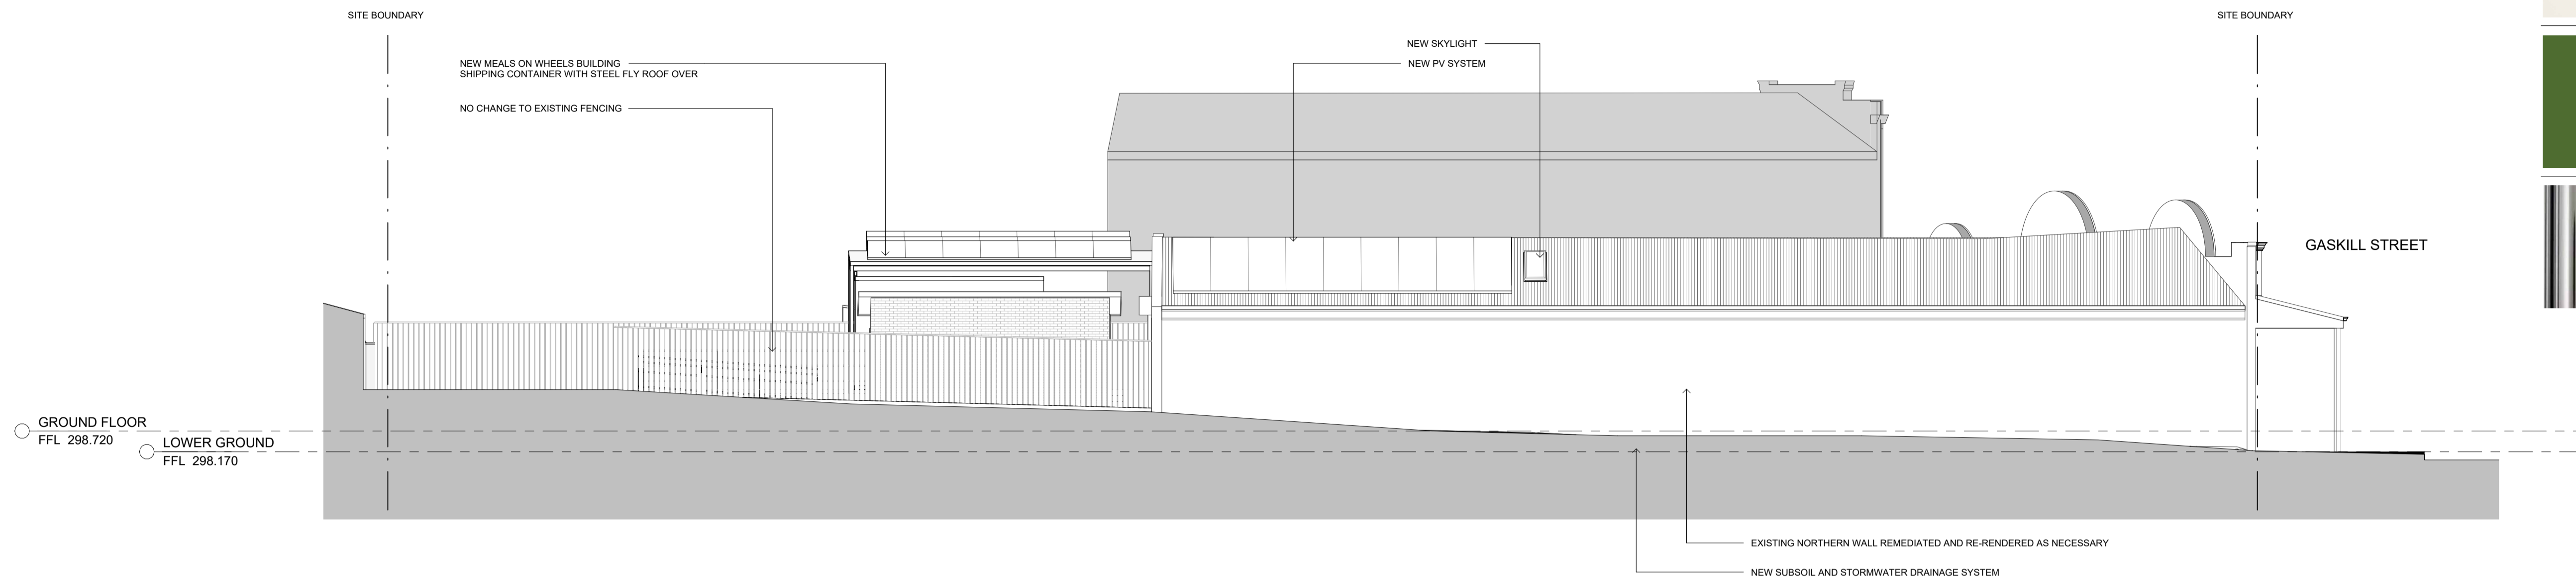 SITE BOUNDARY
SITE BOUNDARY
NEW SKYLIGHT
NEW MEALS ON WHEELS BUILDING
SHIPPING CONTAINER WITH STEEL FLY ROOF OVER
NEW PV SYSTEM
NO CHANGE TO EXISTING FENCING
GASKILL STREET
GROUND FLOOR
FFL 298.720
LOWER GROUND
FFL 298.170
EXISTING NORTHERN WALL REMEDIATED AND RE-RENDERED AS NECESSARY
NEW SUBSOIL AND STORMWATER DRAINAGE SYSTEM